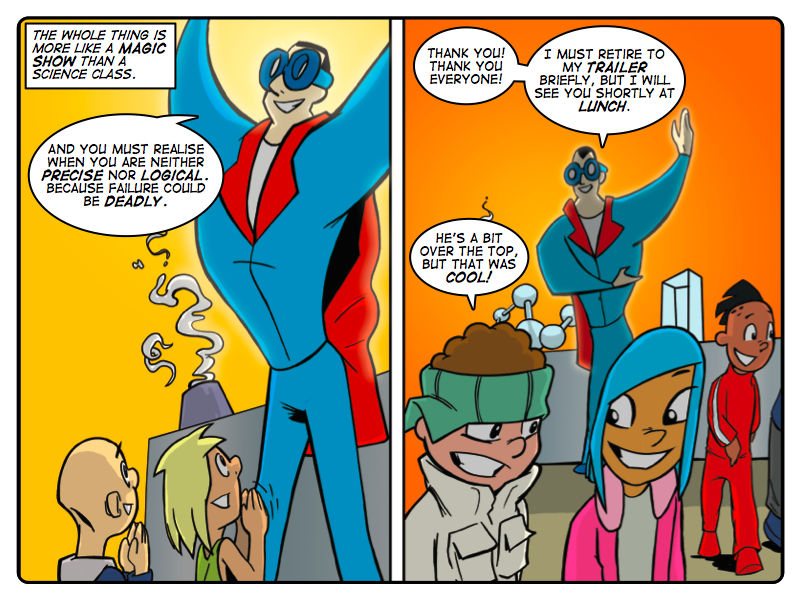 THE WHOLE THING IS
MORE LIKE A MAGIC
SHOW THAN A
SCIENCE CLASS.
AND YOU MUST REALISE
WHEN YOU ARE NEITHER
PRECISE NOR LOGICAL.
BECAUSE FAILURE COULD
BE DEADLY.
THANK YOU!
THANK YOU
EVERYONE!
I MUST RETIRE TO
MY TRAILER
BRIEFLY, BUT I WILL
SEE YOU SHORTLY AT
LUNCH.
HE'S A BIT
OVER THE TOP,
BUT THAT WAS
COOL!